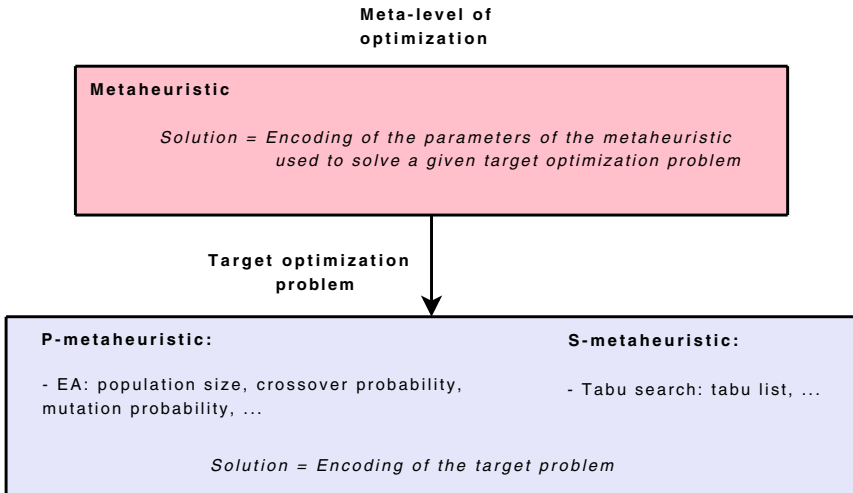 Meta-level of
optimization
Metaheuristic
Solution = Encoding of the parameters of the metaheuristic
used to solve a given target optimization problem
Target optimization
problem
P-metaheuristic:
- EA: population size, crossover probability,
mutation probability, ...
S-metaheuristic:
- Tabu search: tabu list, ...
Solution = Encoding of the target problem